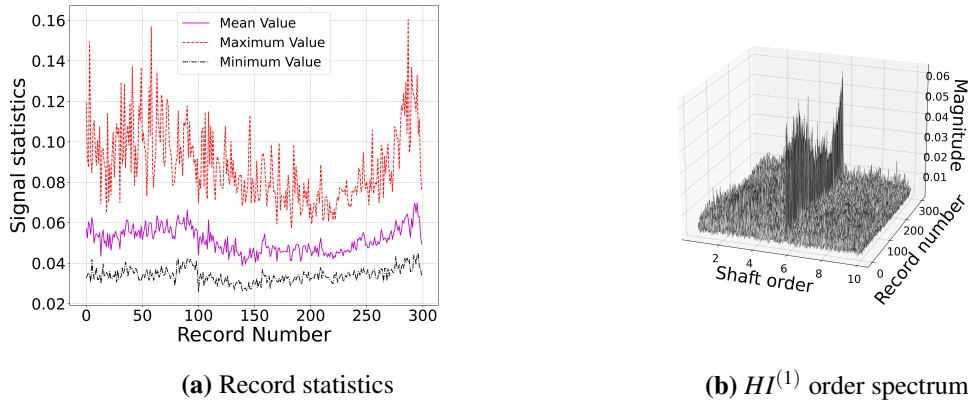 0.16
0.14
0.12
0.10
0.08
0.06
0.04
0.02
Signal statistics
Mean Value
Maximum Value
Minimum Value
0 50 100 150 200 250 300
Record Number
(a) Record statistics
0.06
0.05
0.04
0.03
0.02
0.01
Magnitude
2 4 6 8 10
Shaft order
0 100 200 300
Record number
(b) HI⁽¹⁾ order spectrum